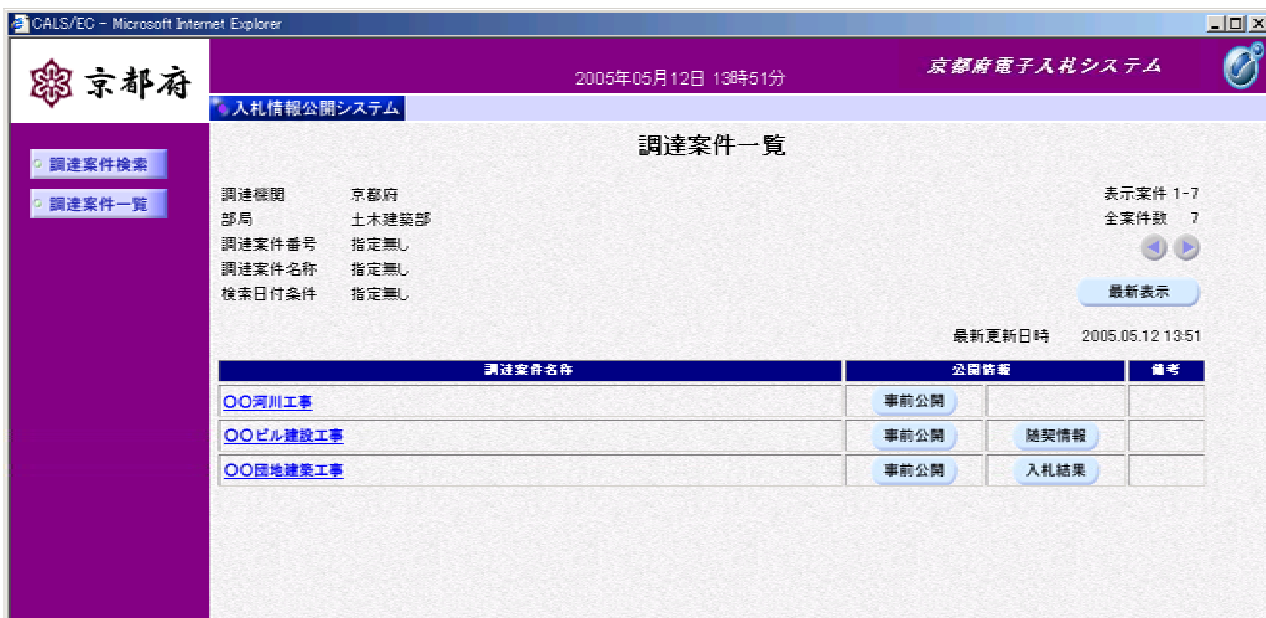 CALS/EC - Microsoft Internet Explorer
京都府
2005年05月12日 13時51分
京都府電子入札システム
入札情報公開システム
調達案件検索
調達案件一覧
調達案件一覧
調達機関 京都府
表示案件 1-7
部局 土木建築部
全案件数 7
調達案件番号 指定無し
調達案件名称 指定無し
検索日付条件 指定無し
最新表示
最新更新日時 2005.05.12 13:51
調達案件名称 公開情報 備考
〇〇河川工事 事前公開
〇〇ビル建設工事 事前公開 随契情報
〇〇団地建築工事 事前公開 入札結果